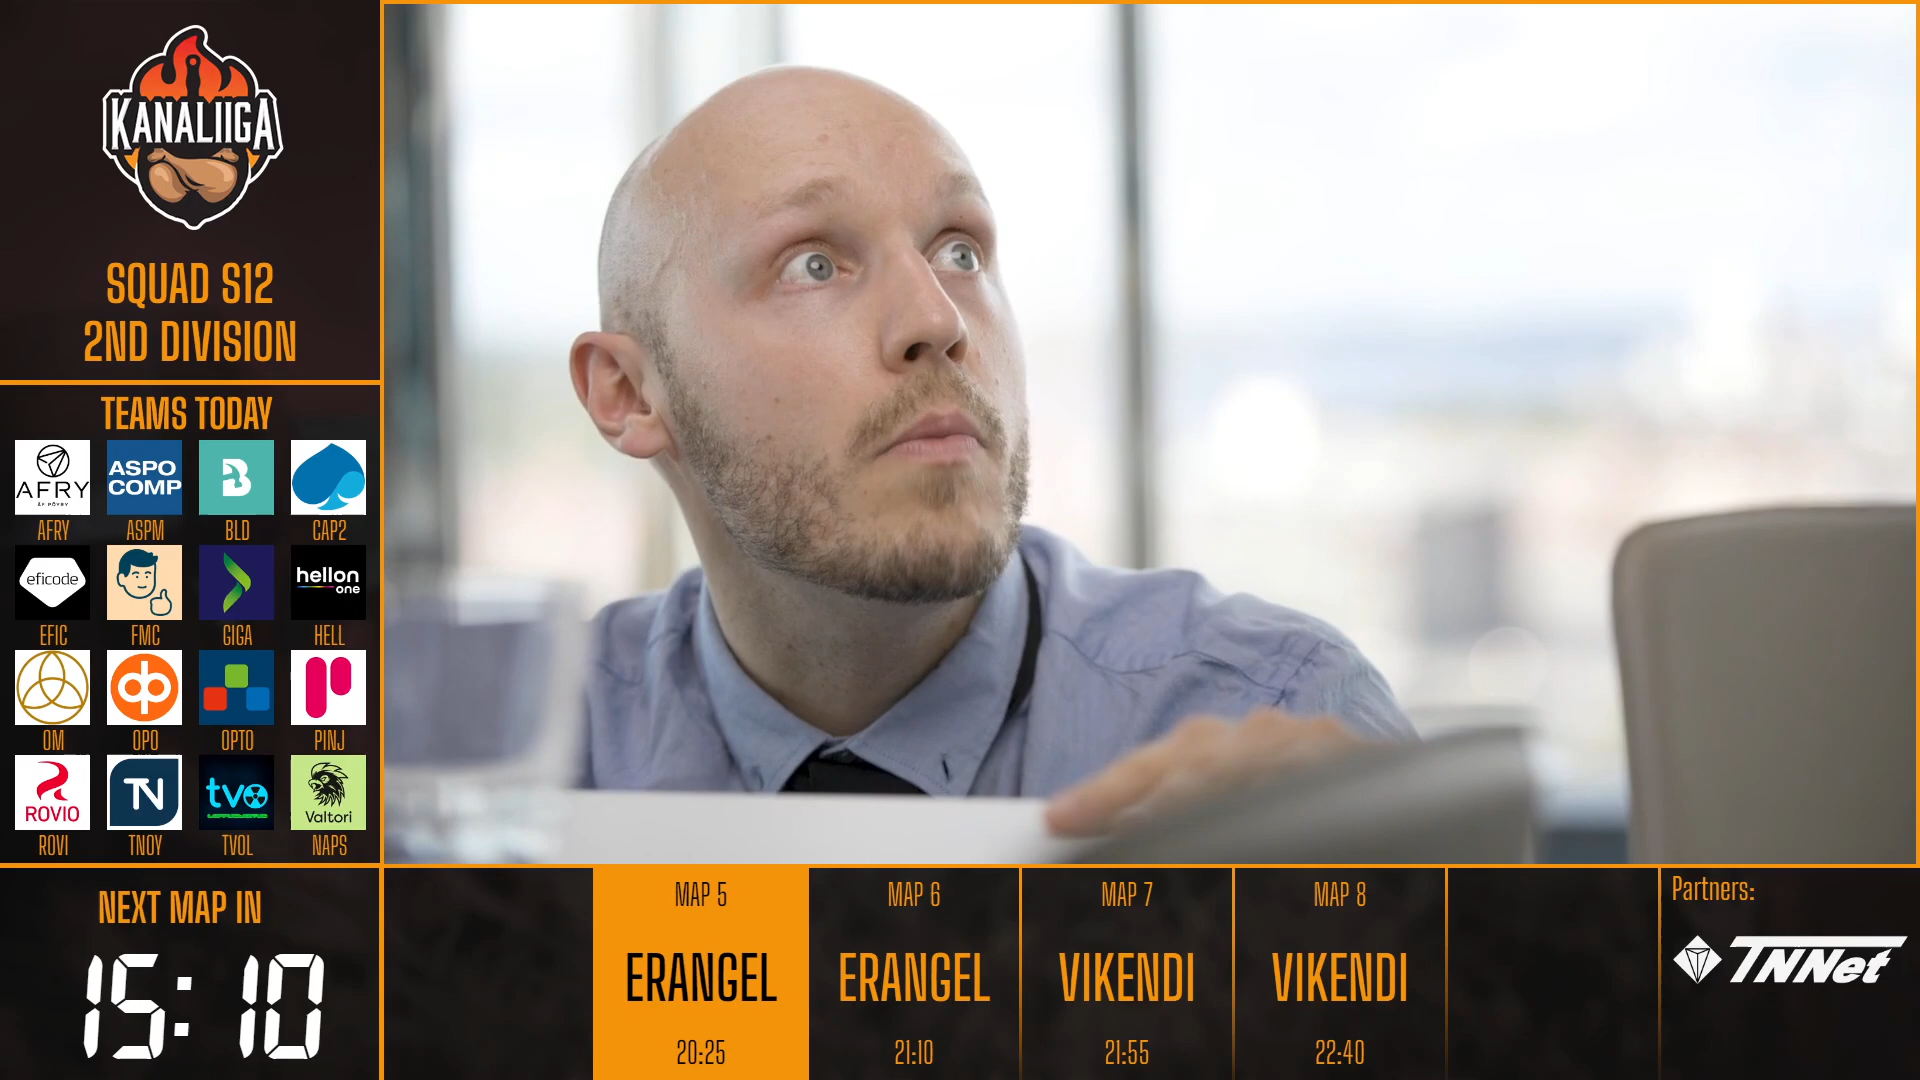 KANALIIGA
SQUAD S12
2ND DIVISION
TEAMS TODAY
AFRY
ÅF PÖYRY
ASPO
COMP
B
AFRY
ASPM
BLD
CAP2
eficode
hellon
one
EFIC
FMC
GIGA
HELL
OM
OPO
OPTO
PINJ
ROVIO
TN
tvo
Valtori
ROVI
TNOY
TVOL
NAPS
NEXT MAP IN
15:10
MAP 5
ERANGEL
20:25
MAP 6
ERANGEL
21:10
MAP 7
VIKENDI
21:55
MAP 8
VIKENDI
22:40
Partners:
TNNet